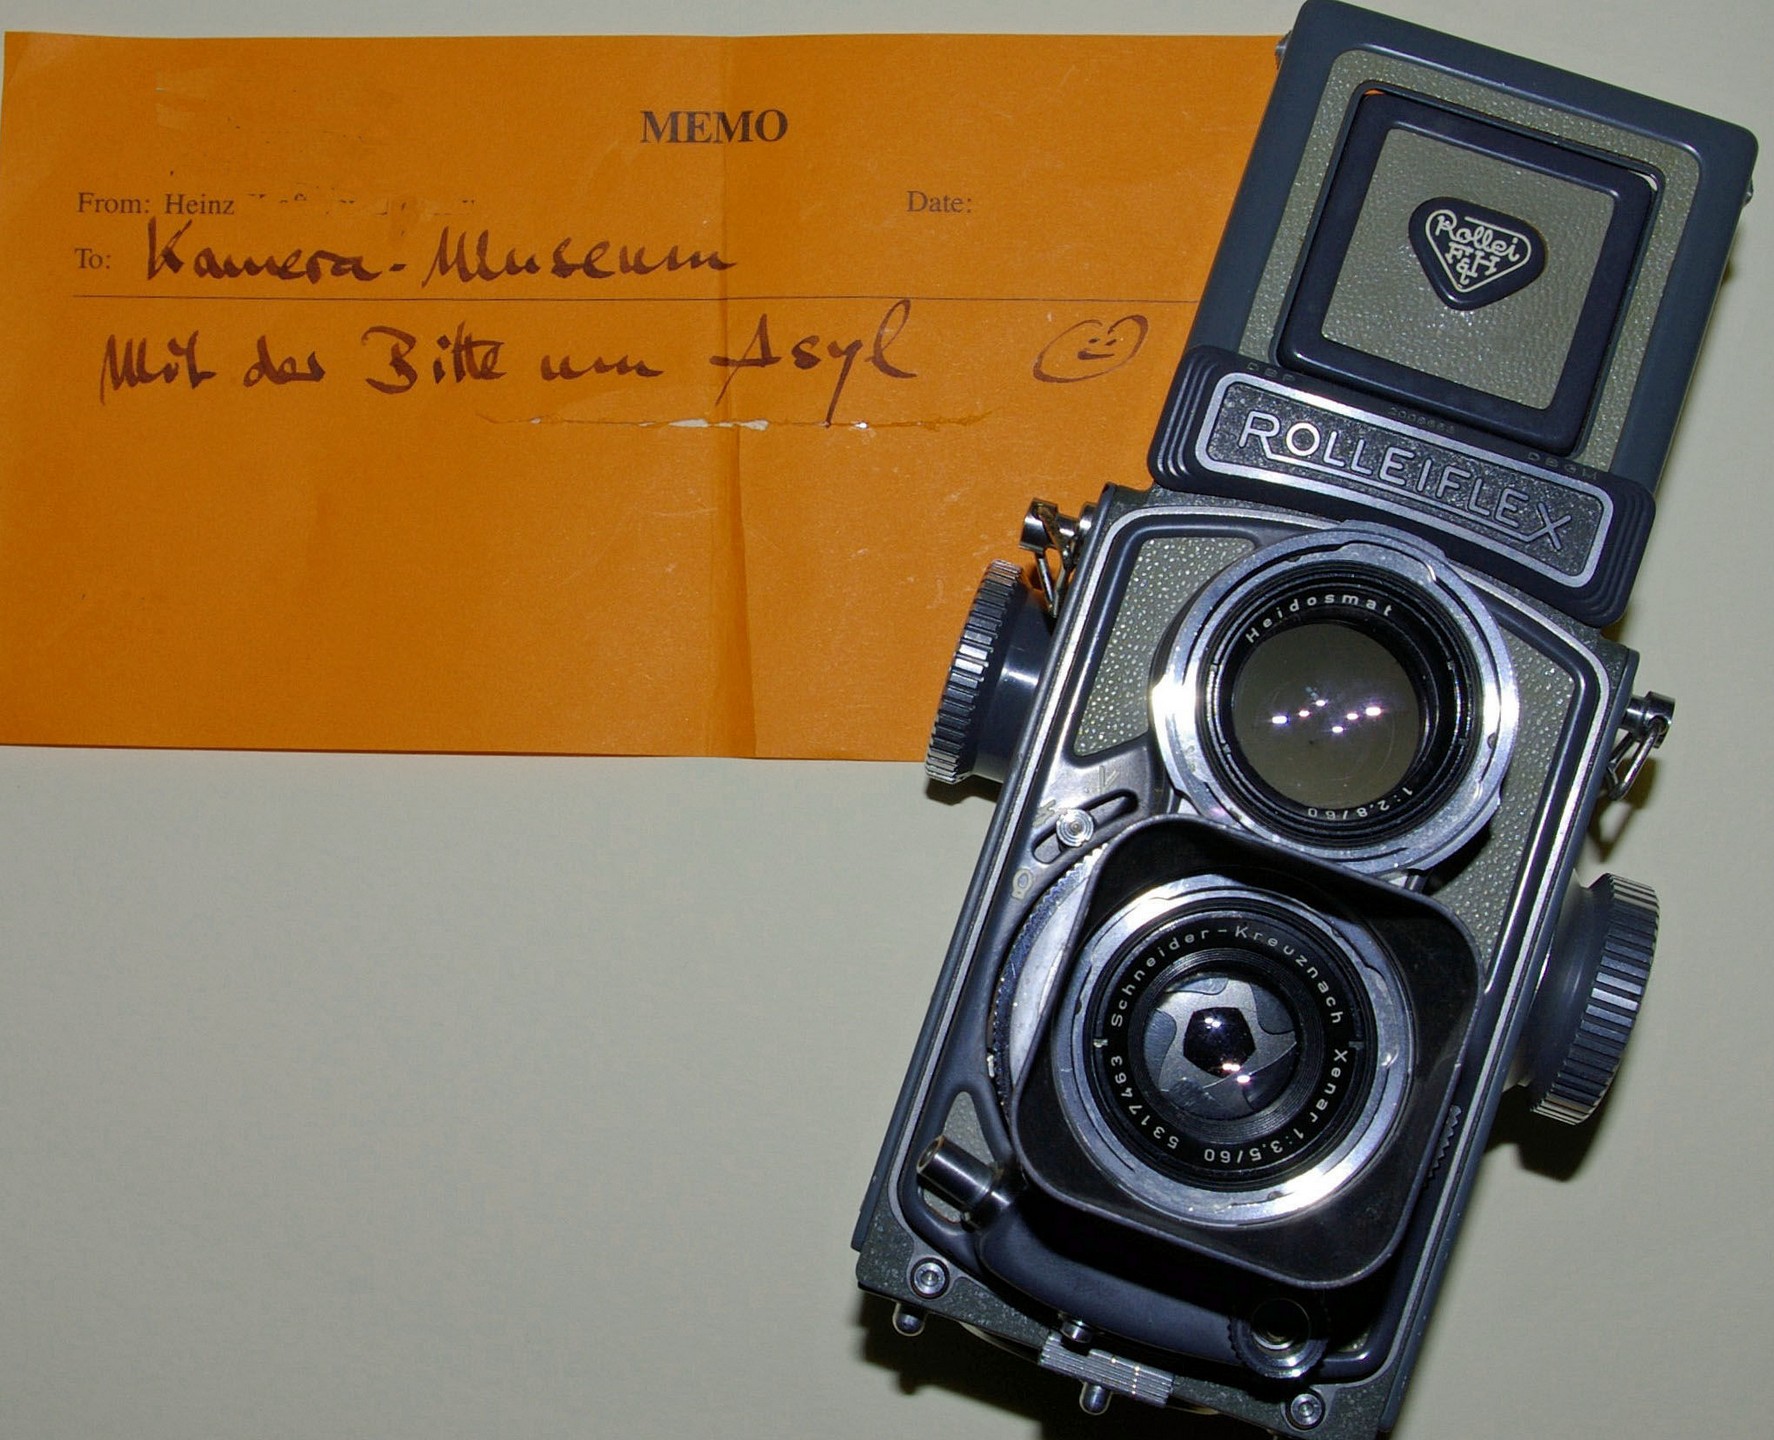 MEMO
From: Heinz
Date:
To: Kamera-Museum
Mit der Bitte um Asyl
Rollei
F&H
ROLLEIFLEX
Heidosmat
1:2,8/60
Schneider-Kreuznach Xenar 1:3,5/60
5317463